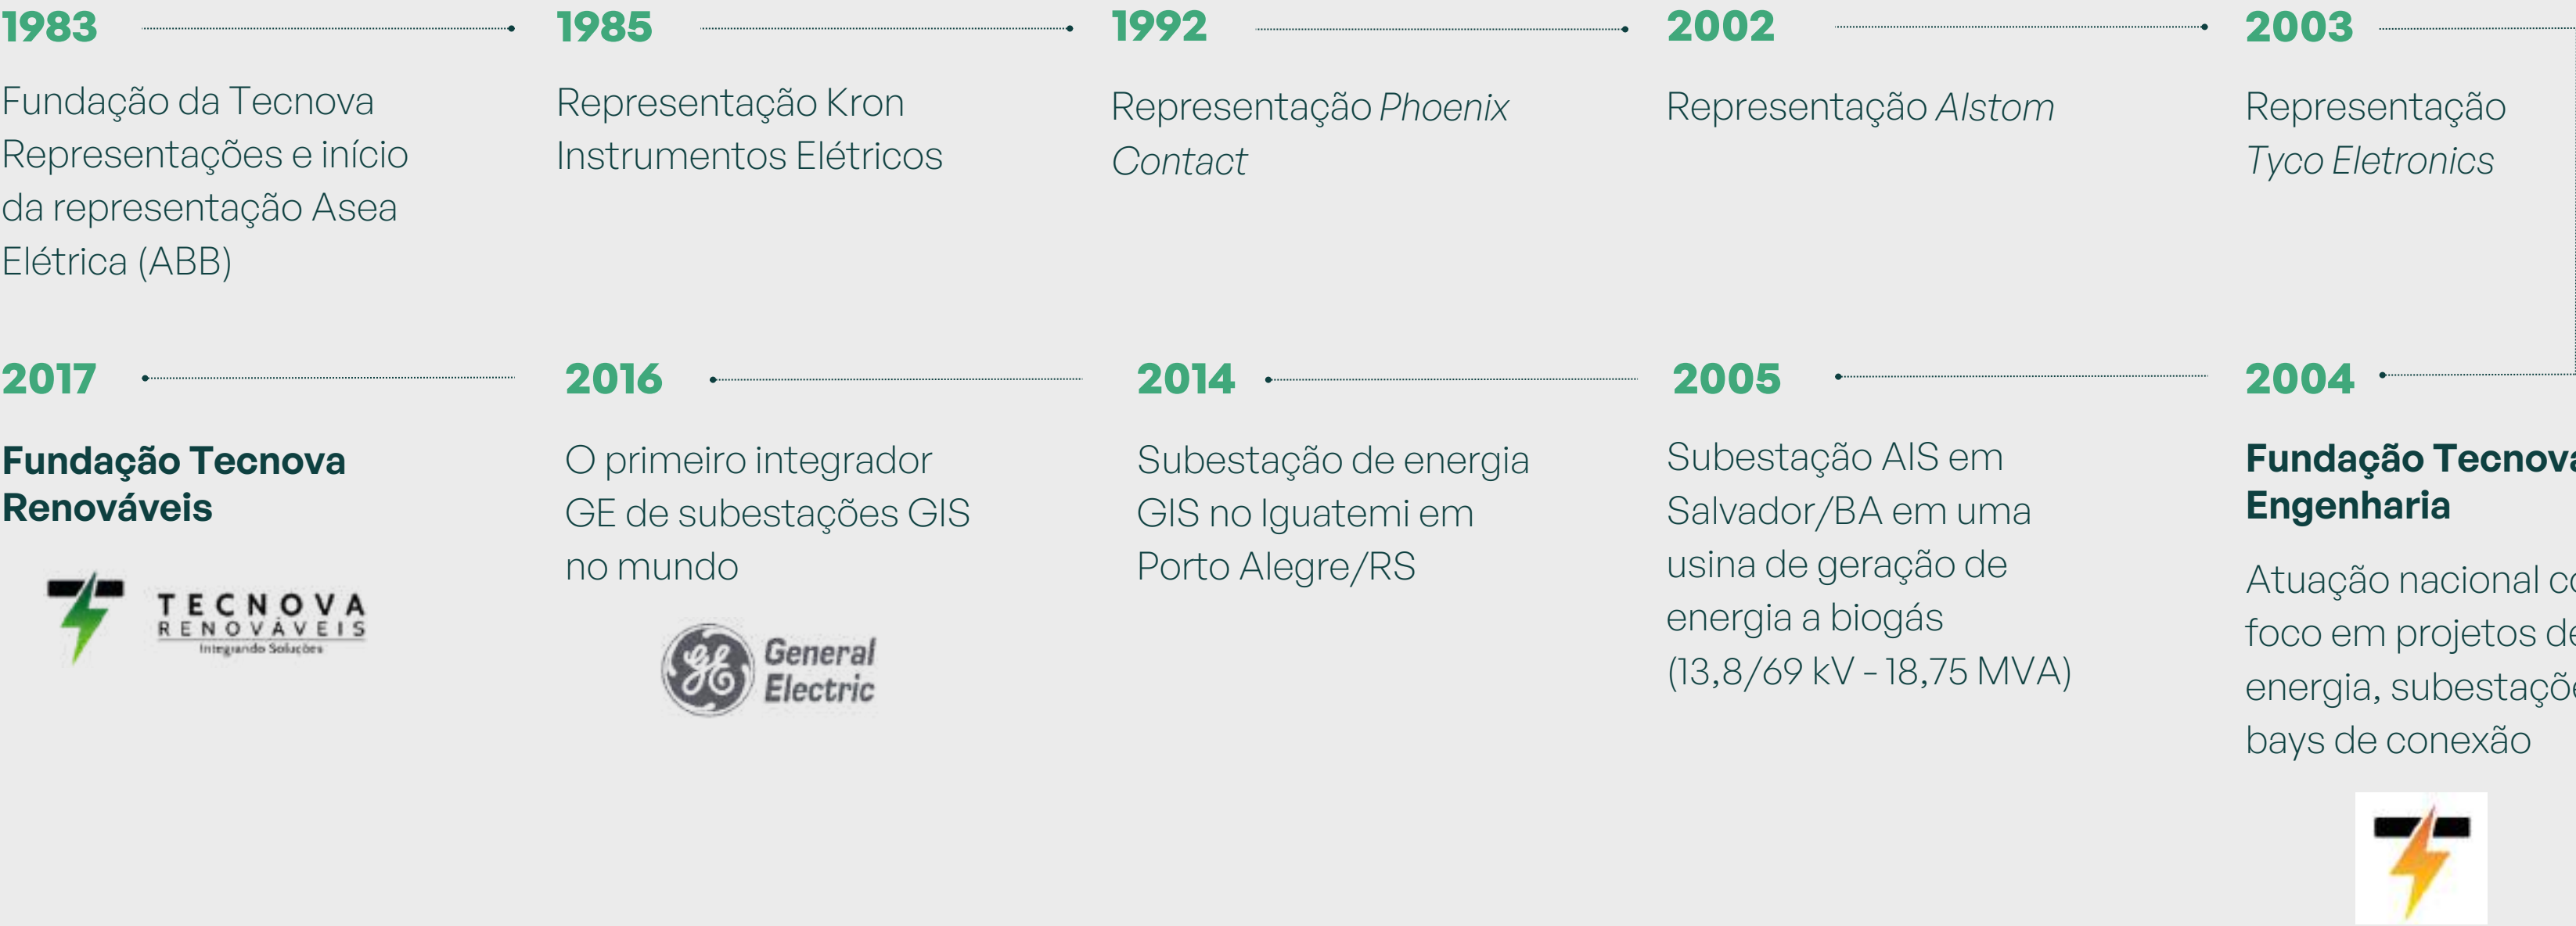 1983
Fundação da Tecnova
Representações e início
da representação Asea
Elétrica (ABB)
1985
Representação Kron
Instrumentos Elétricos
1992
Representação Phoenix
Contact
2002
Representação Alstom
2003
Representação
Tyco Eletronics
2004
Fundação Tecnova
Engenharia
Atuação nacional co
foco em projetos de
energia, subestaçõe
bays de conexão
2005
Subestação AIS em
Salvador/BA em uma
usina de geração de
energia a biogás
(13,8/69 kV - 18,75 MVA)
2014
Subestação de energia
GIS no Iguatemi em
Porto Alegre/RS
2016
O primeiro integrador
GE de subestações GIS
no mundo
GE
General
Electric
2017
Fundação Tecnova
Renováveis
TECNOVA
RENOVÁVEIS
Integrando Soluções